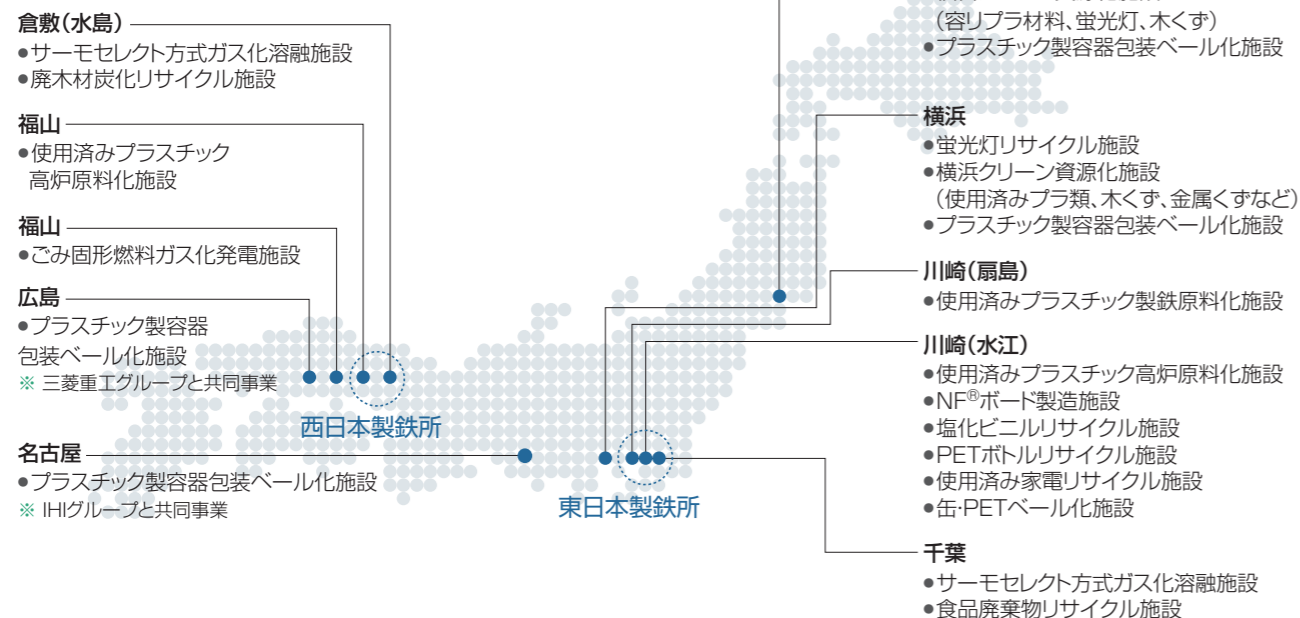 倉敷（水島）
●サーモセレクト方式ガス化溶融施設
●廃木材炭化リサイクル施設
福山
●使用済みプラスチック
高炉原料化施設
福山
●ごみ固形燃料ガス化発電施設
広島
●プラスチック製容器
包装ベール化施設
※ 三菱重工グループと共同事業
西日本製鉄所
名古屋
●プラスチック製容器包装ベール化施設
※ IHIグループと共同事業
東日本製鉄所
（容リプラ材料、蛍光灯、木くず）
●プラスチック製容器包装ベール化施設
横浜
●蛍光灯リサイクル施設
●横浜クリーン資源化施設
（使用済みプラ類、木くず、金属くずなど）
●プラスチック製容器包装ベール化施設
川崎（扇島）
●使用済みプラスチック製鉄原料化施設
川崎（水江）
●使用済みプラスチック高炉原料化施設
●NF®ボード製造施設
●塩化ビニルリサイクル施設
●PETボトルリサイクル施設
●使用済み家電リサイクル施設
●缶・PETベール化施設
千葉
●サーモセレクト方式ガス化溶融施設
●食品廃棄物リサイクル施設